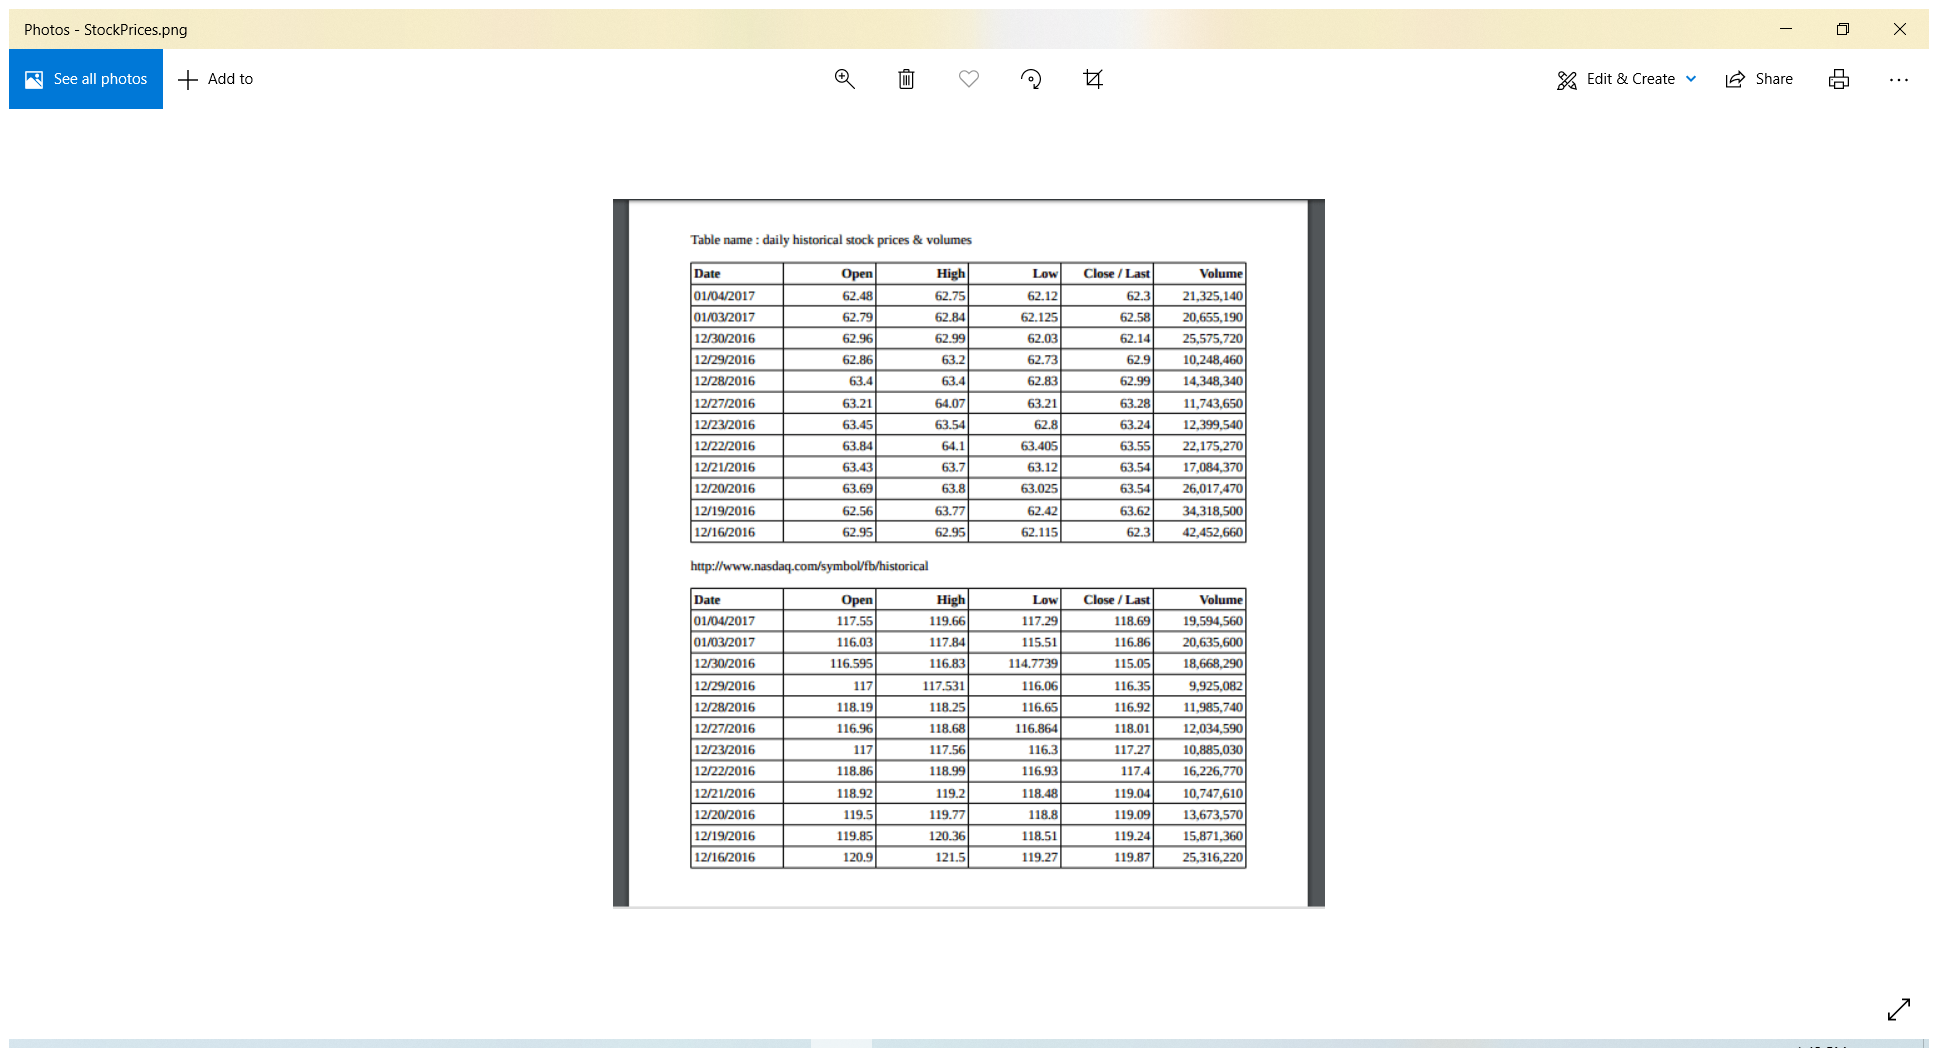 Photos - StockPrices.png
See all photos Add to Edit & Create Share
Table name : daily historical stock prices & volumes
Date Open High Low Close / Last Volume
01/04/2017 62.48 62.75 62.12 62.3 21,325,140
01/03/2017 62.79 62.84 62.125 62.58 20,655,190
12/30/2016 62.96 62.99 62.03 62.14 25,575,720
12/29/2016 62.86 63.2 62.73 62.9 10,248,460
12/28/2016 63.4 63.4 62.83 62.99 14,348,340
12/27/2016 63.21 64.07 63.21 63.28 11,743,650
12/23/2016 63.45 63.54 62.8 63.24 12,399,540
12/22/2016 63.84 64.1 63.405 63.55 22,175,270
12/21/2016 63.43 63.7 63.12 63.54 17,084,370
12/20/2016 63.69 63.8 63.025 63.54 26,017,470
12/19/2016 62.56 63.77 62.42 63.62 34,318,500
12/16/2016 62.95 62.95 62.115 62.3 42,452,660
http://www.nasdaq.com/symbol/fb/historical
Date Open High Low Close / Last Volume
01/04/2017 117.55 119.66 117.29 118.69 19,594,560
01/03/2017 116.03 117.84 115.51 116.86 20,635,600
12/30/2016 116.595 116.83 114.7739 115.05 18,668,290
12/29/2016 117 117.531 116.06 116.35 9,925,082
12/28/2016 118.19 118.25 116.65 116.92 11,985,740
12/27/2016 116.96 118.68 116.864 118.01 12,034,590
12/23/2016 117 117.56 116.3 117.27 10,885,030
12/22/2016 118.86 118.99 116.93 117.4 16,226,770
12/21/2016 118.92 119.2 118.48 119.04 10,747,610
12/20/2016 119.5 119.77 118.8 119.09 13,673,570
12/19/2016 119.85 120.36 118.51 119.24 15,871,360
12/16/2016 120.9 121.5 119.27 119.87 25,316,220